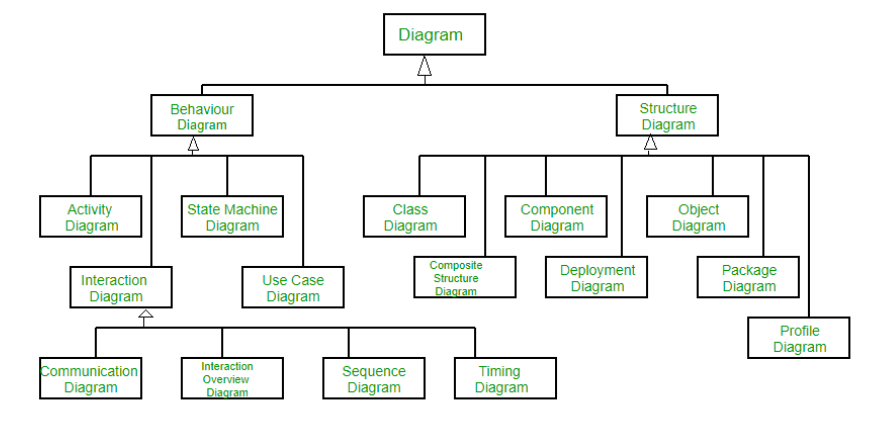 Diagram
Behaviour
Diagram
Structure
Diagram
Activity
Diagram
State Machine
Diagram
Class
Diagram
Component
Diagram
Object
Diagram
Interaction
Diagram
Use Case
Diagram
Composite
Structure
Diagram
Deployment
Diagram
Package
Diagram
Profile
Diagram
Communication
Diagram
Interaction
Overview
Diagram
Sequence
Diagram
Timing
Diagram